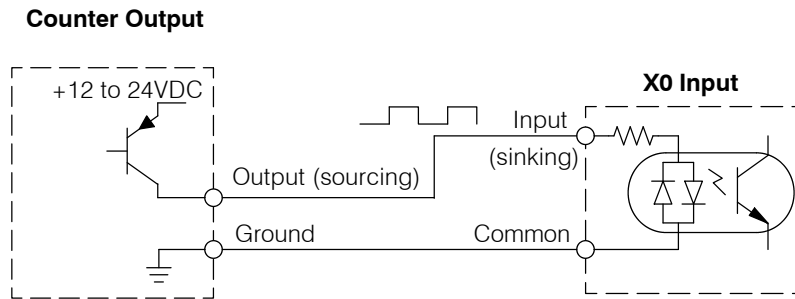 Counter Output
+12 to 24VDC
X0 Input
Input
(sinking)
Output (sourcing)
Ground
Common